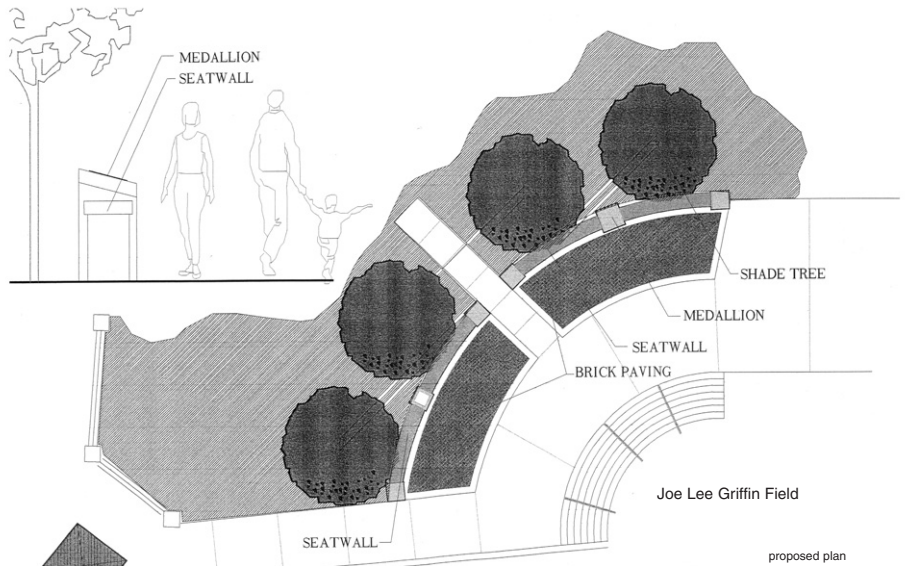 MEDALLION
SEATWALL
SHADE TREE
MEDALLION
SEATWALL
BRICK PAVING
Joe Lee Griffin Field
SEATWALL
proposed plan